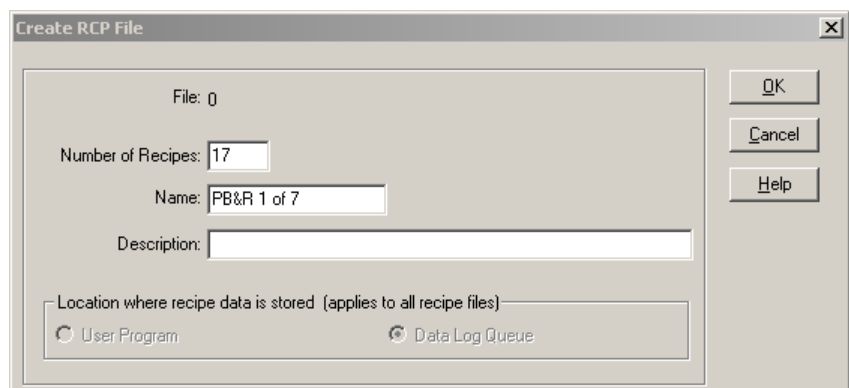 Create RCP File
File: 0
OK
Number of Recipes: 17
Cancel
Name: PB&R 1 of 7
Help
Description:
Location where recipe data is stored (applies to all recipe files)
User Program Data Log Queue